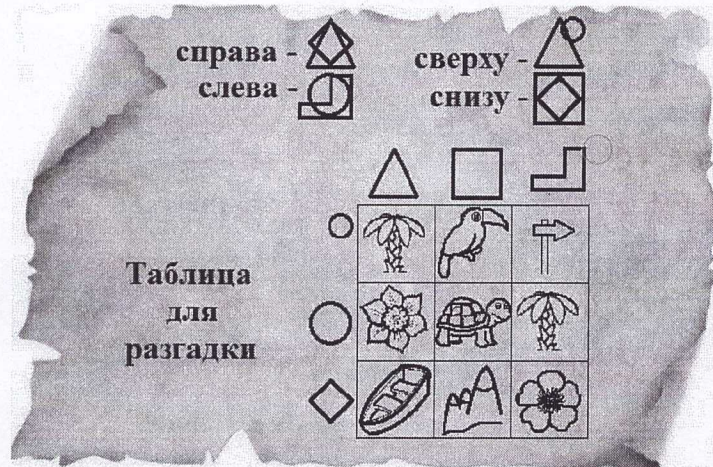 справа -
слева -
сверху -
снизу -
Таблица
для
разгадки